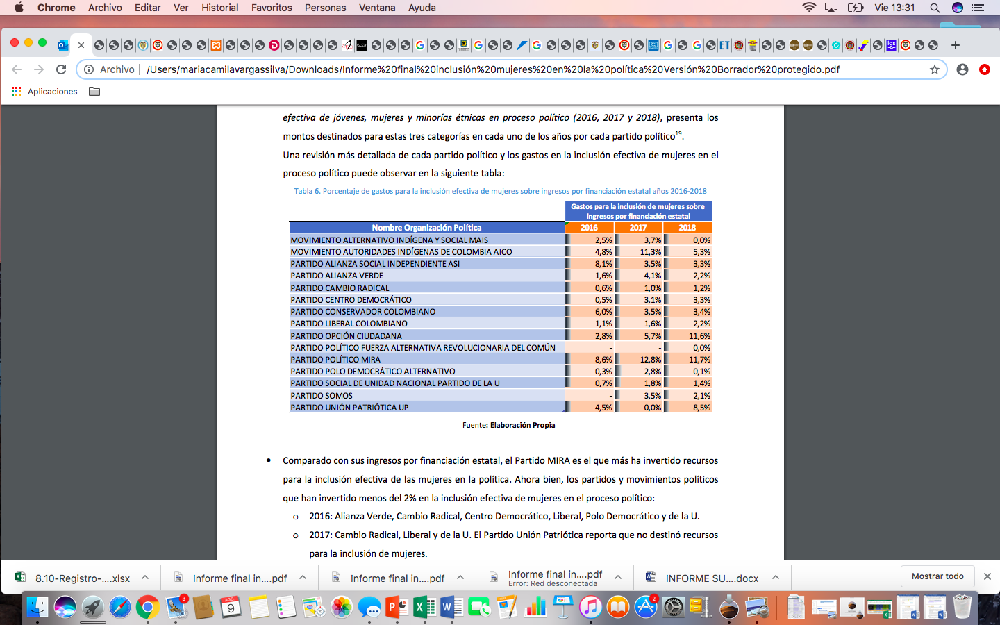 Chrome Archivo Editar Ver Historial Favoritos Personas Ventana Ayuda Vie 13:31
ET
lgs
Archivo /Users/mariacamilavargassilva/Downloads/Informe%20final%20inclusión%20mujeres%20en%20la%20política%20Versión%20Borrador%20protegido.pdf
Aplicaciones
efectiva de jóvenes, mujeres y minorías étnicas en proceso político (2016, 2017 y 2018), presenta los
montos destinados para estas tres categorías en cada uno de los años por cada partido político19.
Una revisión más detallada de cada partido político y los gastos en la inclusión efectiva de mujeres en el
proceso político puede observar en la siguiente tabla:
Tabla 6. Porcentaje de gastos para la inclusión efectiva de mujeres sobre ingresos por financiación estatal años 2016-2018
Gastos para la inclusión de mujeres sobre
ingresos por financiación estatal
Nombre Organización Política 2016 2017 2018
MOVIMIENTO ALTERNATIVO INDÍGENA Y SOCIAL MAIS 2,5% 3,7% 0,0%
MOVIMIENTO AUTORIDADES INDÍGENAS DE COLOMBIA AICO 4,8% 11,3% 5,3%
PARTIDO ALIANZA SOCIAL INDEPENDIENTE ASI 8,1% 3,5% 3,3%
PARTIDO ALIANZA VERDE 1,6% 4,1% 2,2%
PARTIDO CAMBIO RADICAL 0,6% 1,0% 1,2%
PARTIDO CENTRO DEMOCRÁTICO 0,5% 3,1% 3,3%
PARTIDO CONSERVADOR COLOMBIANO 6,0% 3,5% 3,4%
PARTIDO LIBERAL COLOMBIANO 1,1% 1,6% 2,2%
PARTIDO OPCIÓN CIUDADANA 2,8% 5,7% 11,6%
PARTIDO POLÍTICO FUERZA ALTERNATIVA REVOLUCIONARIA DEL COMÚN - - 0,0%
PARTIDO POLÍTICO MIRA 8,6% 12,8% 11,7%
PARTIDO POLO DEMOCRÁTICO ALTERNATIVO 0,3% 2,8% 0,1%
PARTIDO SOCIAL DE UNIDAD NACIONAL PARTIDO DE LA U 0,7% 1,8% 1,4%
PARTIDO SOMOS - 3,5% 2,1%
PARTIDO UNIÓN PATRIÓTICA UP 4,5% 0,0% 8,5%
Fuente: Elaboración Propia
• Comparado con sus ingresos por financiación estatal, el Partido MIRA es el que más ha invertido recursos
para la inclusión efectiva de las mujeres en la política. Ahora bien, los partidos y movimientos políticos
que han invertido menos del 2% en la inclusión efectiva de mujeres en el proceso político:
o 2016: Alianza Verde, Cambio Radical, Centro Democrático, Liberal, Polo Democrático y de la U.
o 2017: Cambio Radical, Liberal y de la U. El Partido Unión Patriótica reporta que no destinó recursos
para la inclusión de mujeres.
8.10-Registro-....xlsx Informe final in....pdf Informe final in....pdf Informe final in....pdf INFORME SU....docx Mostrar todo
Error: Red desconectada
3 AGO 9 2